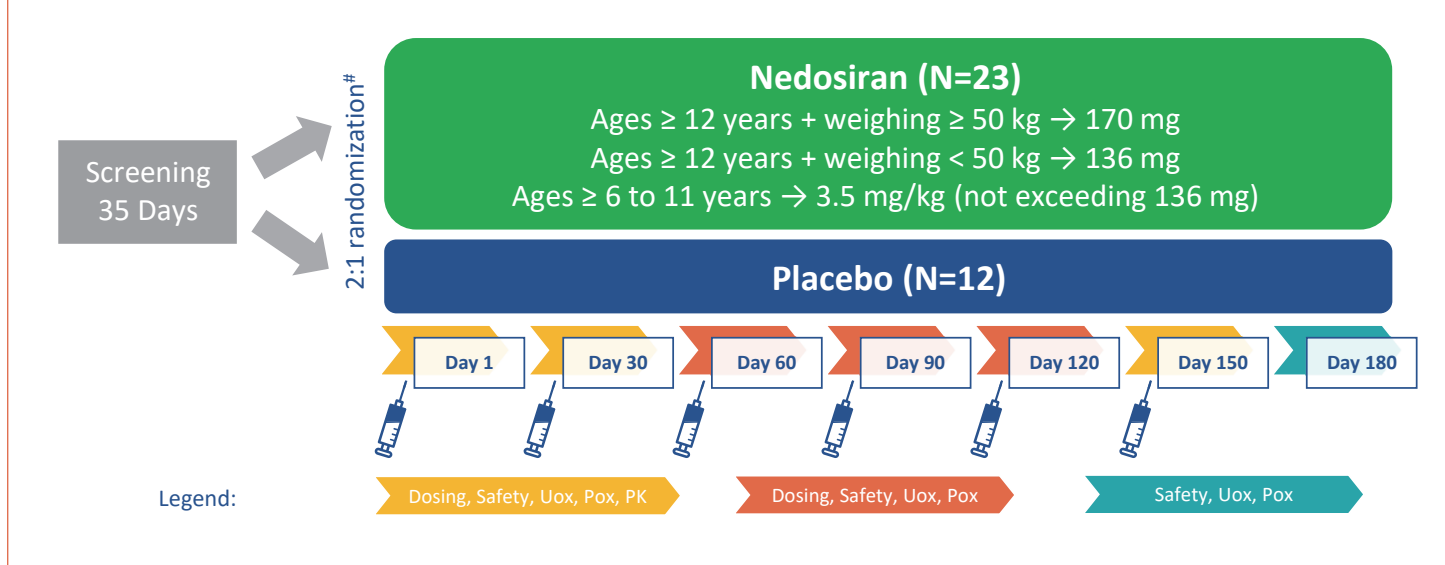 Screening
35 Days
2:1 randomization#
Nedosiran (N=23)
Ages ≥ 12 years + weighing ≥ 50 kg → 170 mg
Ages ≥ 12 years + weighing < 50 kg → 136 mg
Ages ≥ 6 to 11 years → 3.5 mg/kg (not exceeding 136 mg)
Placebo (N=12)
Day 1
Day 30
Day 60
Day 90
Day 120
Day 150
Day 180
Legend:
Dosing, Safety, Uox, Pox, PK
Dosing, Safety, Uox, Pox
Safety, Uox, Pox